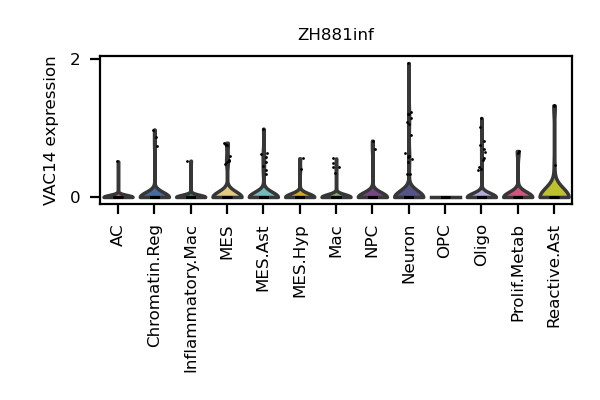 ZH881inf
VAC14 expression
2
0
AC
Chromatin.Reg
Inflammatory.Mac
MES
MES.Ast
MES.Hyp
Mac
NPC
Neuron
OPC
Oligo
Prolif.Metab
Reactive.Ast